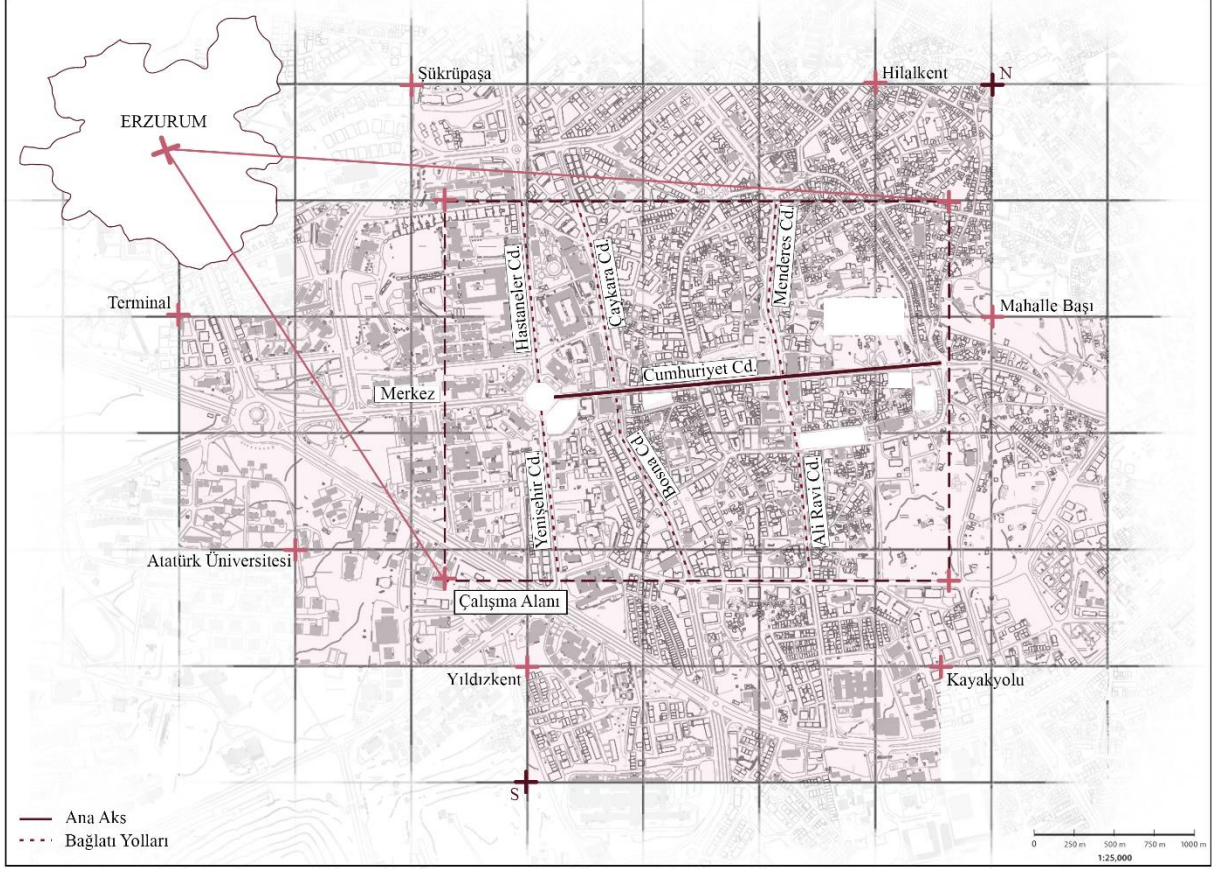 Şükrüpaşa
Hilalkent
N
ERZURUM
Hastaneler Cd.
Çaykara Cd.
Menderes Cd.
Terminal
Mahalle Başı
Cumhuriyet Cd.
Merkez
Yenişehir Cd.
Bosna Cd.
Ali Ravi Cd.
Atatürk Üniversitesi
Çalışma Alanı
Yıldızkent
Kayakyolu
S
Ana Aks
Bağlatı Yolları
0 250 m 500 m 750 m 1000 m
1:25,000